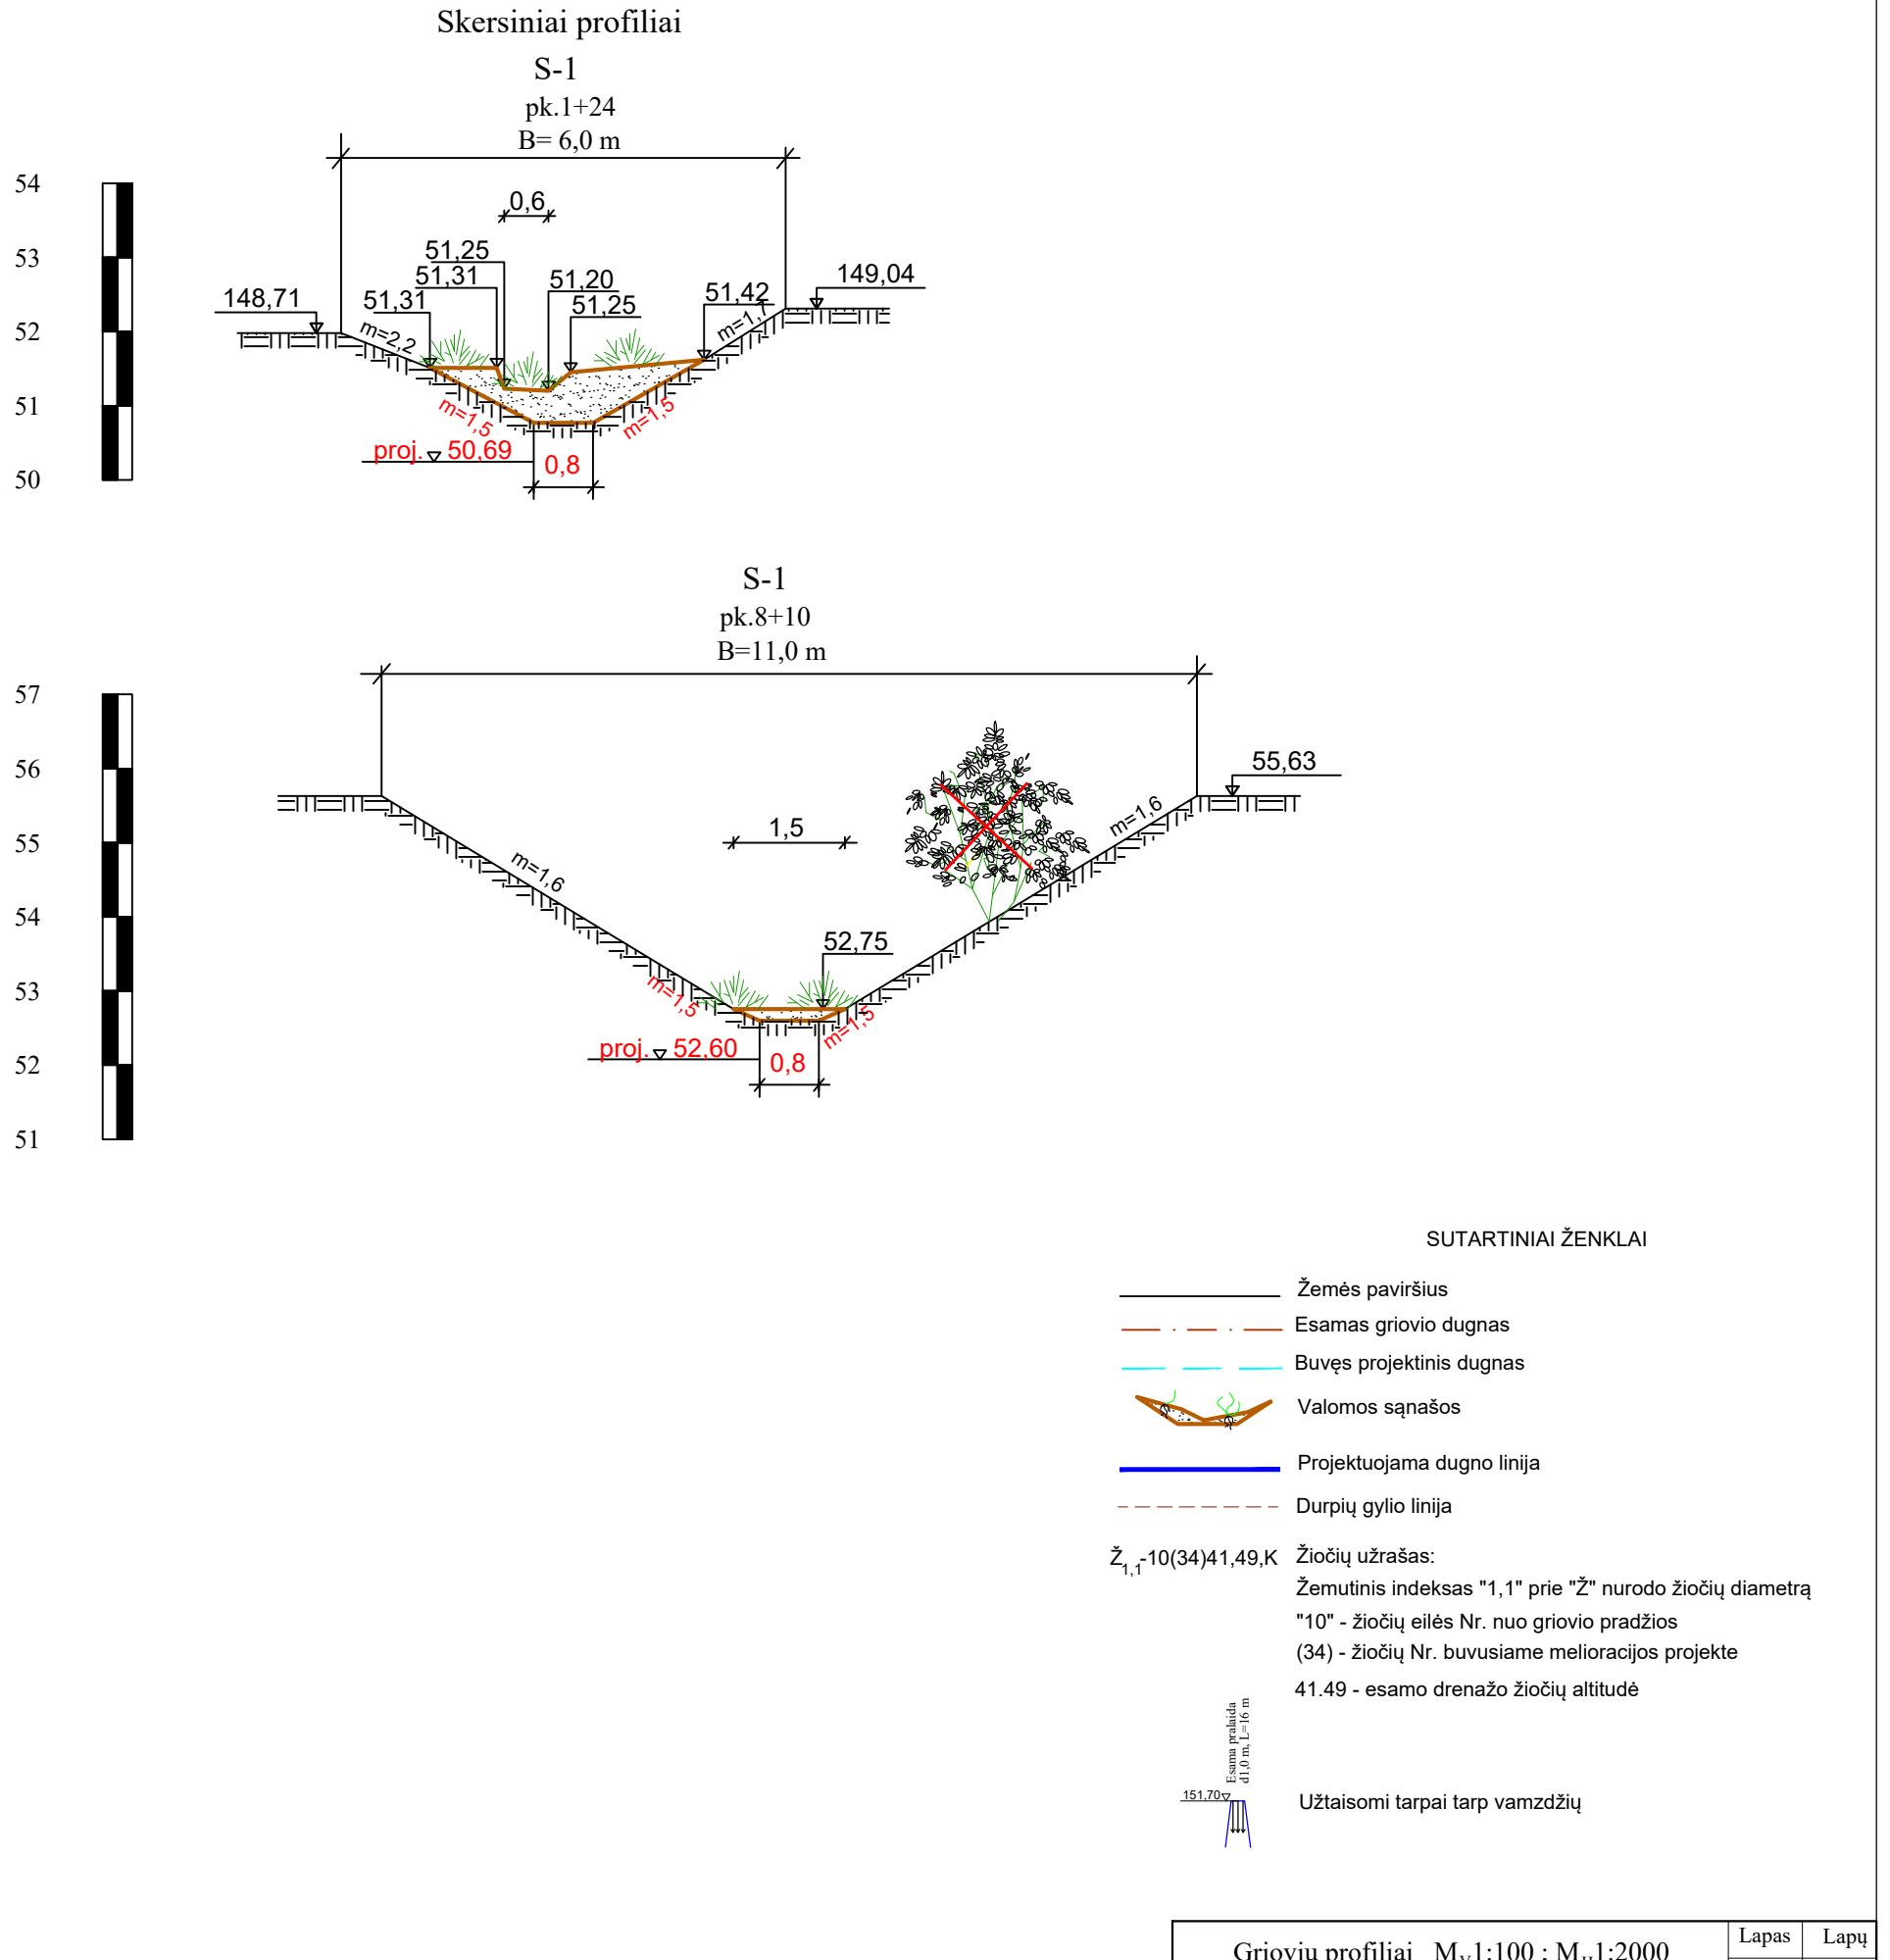 Skersiniai profiliai
S-1
pk.1+24
B= 6,0 m
54
53
52
51
50
0,6
51,25
51,31
51,31
51,20
51,25
51,42
148,71
149,04
m=2,2
m=1,7
m=1,5
m=1,5
proj. 50,69
0,8
S-1
pk.8+10
B=11,0 m
57
56
55
54
53
52
51
55,63
1,5
m=1,6
m=1,6
52,75
m=1,5
m=1,5
proj. 52,60
0,8
SUTARTINIAI ŽENKLAI
Žemės paviršius
Esamas griovio dugnas
Buvęs projektinis dugnas
Valomos sąnašos
Projektuojama dugno linija
Durpių gylio linija
Ž1,1-10(34)41,49,K Žiočių užrašas:
Žemutinis indeksas "1,1" prie "Ž" nurodo žiočių diametrą
"10" - žiočių eilės Nr. nuo griovio pradžios
(34) - žiočių Nr. buvusiame melioracijos projekte
41.49 - esamo drenažo žiočių altitudė
Esama pralaida
d1,0 m, L=16 m
151,70
Užtaisomi tarpai tarp vamzdžių
Griovių profiliai MV1:100 ; MH1:2000
Lapas Lapų